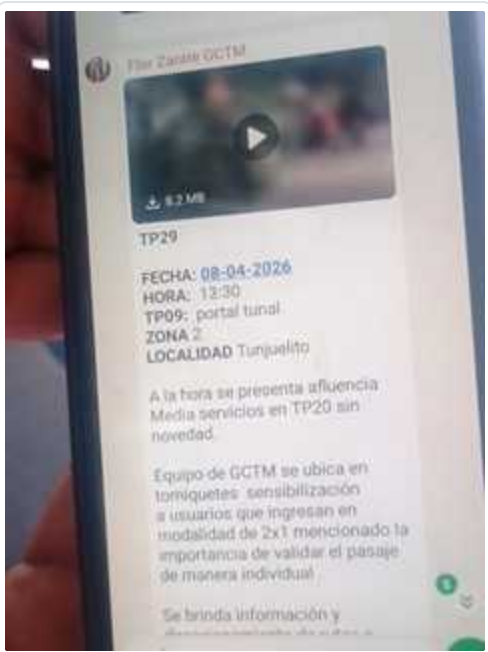 Flor Zarate GCTM
8.2 MB
TP29
FECHA: 08-04-2026
HORA: 13:30
TP09: portal tunal
ZONA 2
LOCALIDAD Tunjuelito
A la hora se presenta afluencia
Media servicios en TP20 sin
novedad.
Equipo de GCTM se ubica en
torniquetes sensibilización
a usuarios que ingresan en
modalidad de 2x1 mencionado la
importancia de validar el pasaje
de manera individual
Se brinda información y